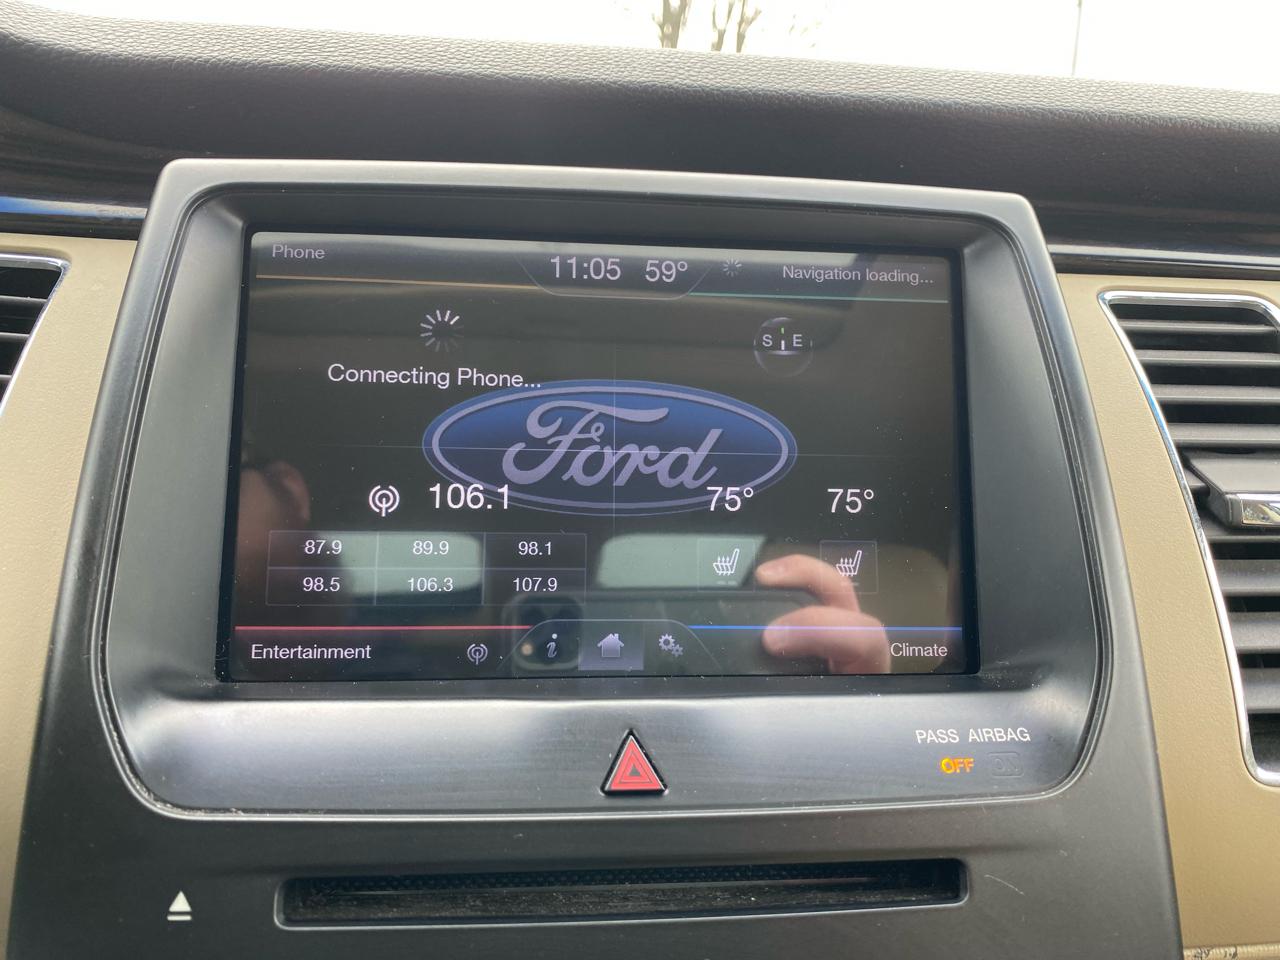 Phone
11:05 59°
Navigation loading...
Connecting Phone...
S E
Ford
106.1
75° 75°
87.9 89.9 98.1
98.5 106.3 107.9
Entertainment
i
Climate
PASS AIRBAG
OFF